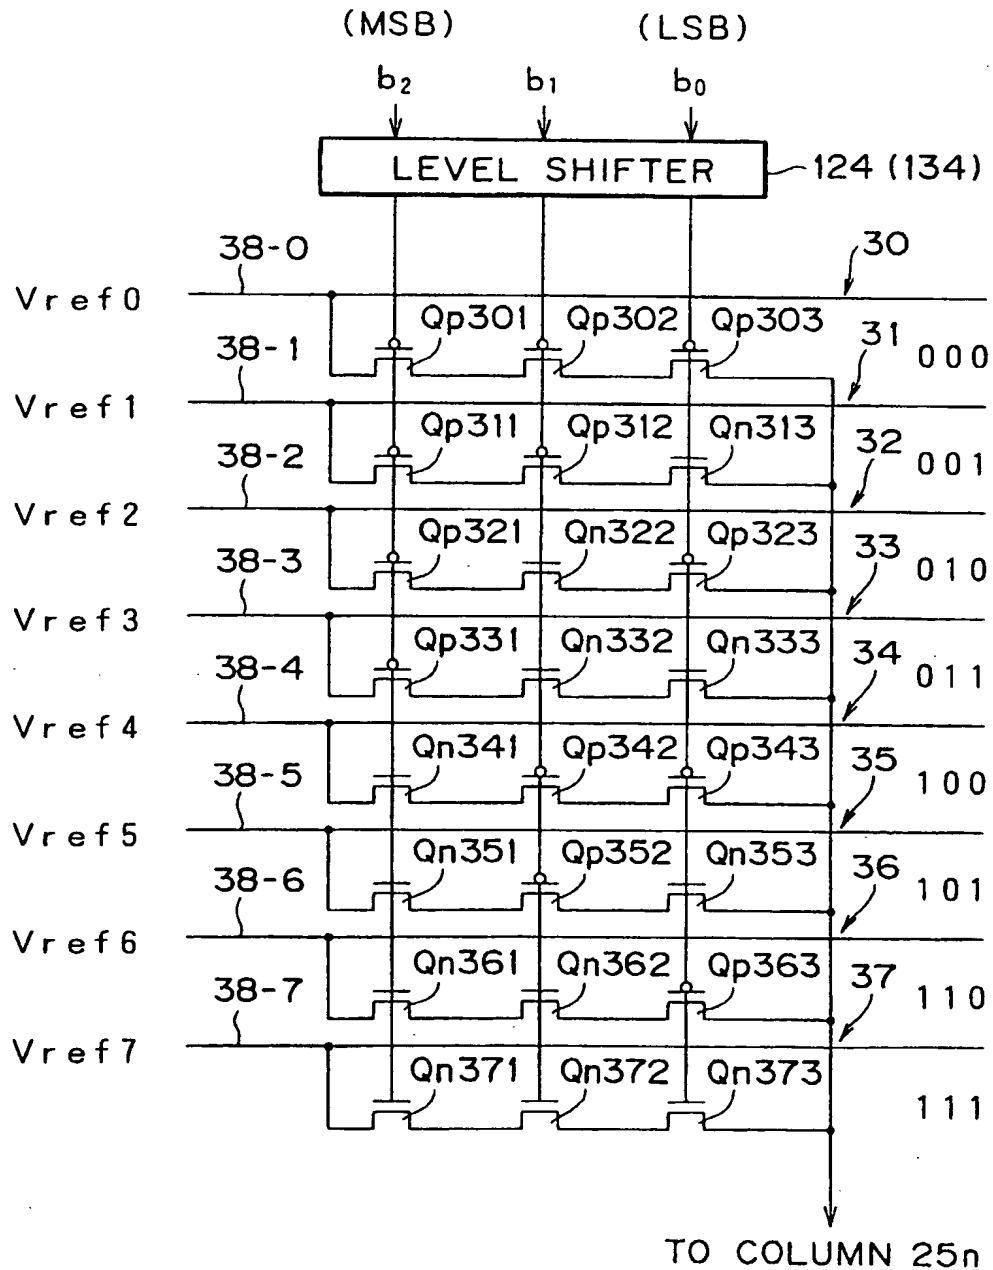 (MSB) (LSB)
b2 b1 b0
LEVEL SHIFTER 124 (134)
38-0 30
Vref0
Qp301 Qp302 Qp303
38-1 31 000
Vref1
Qp311 Qp312 Qn313
38-2 32 001
Vref2
Qp321 Qn322 Qp323
38-3 33 010
Vref3
Qp331 Qn332 Qn333
38-4 34 011
Vref4
Qn341 Qp342 Qp343
38-5 35 100
Vref5
Qn351 Qp352 Qn353
38-6 36 101
Vref6
Qn361 Qn362 Qp363
38-7 37 110
Vref7
Qn371 Qn372 Qn373
111
TO COLUMN 25n